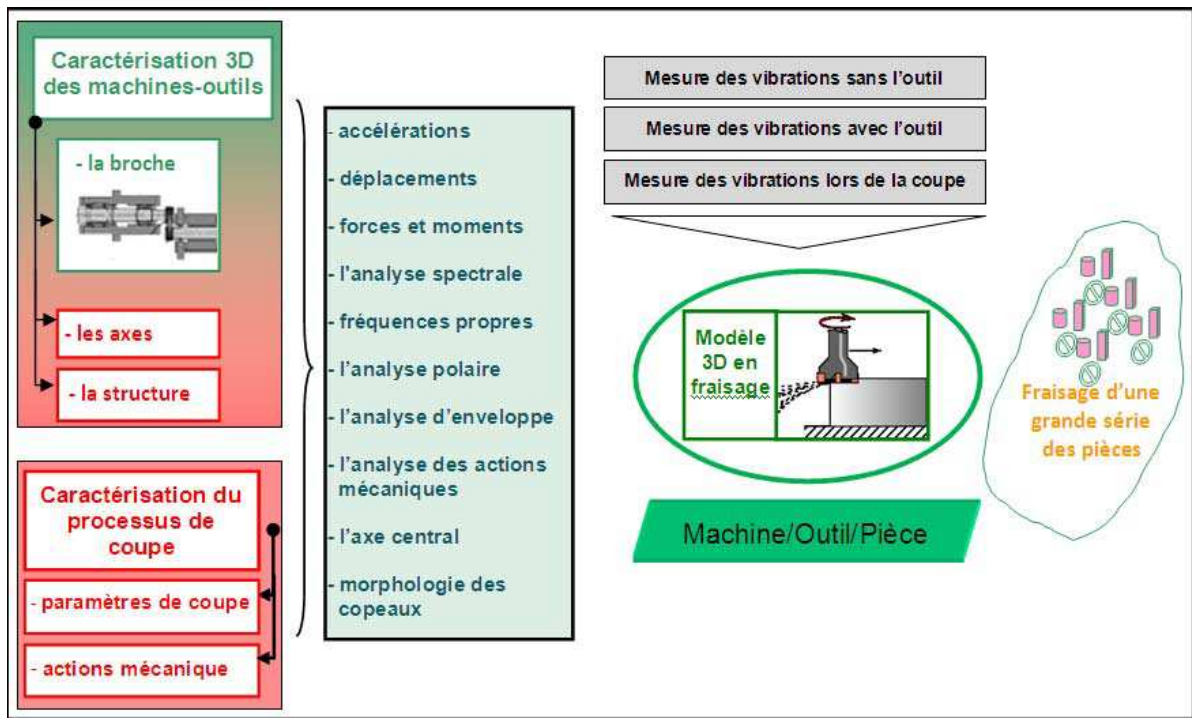 Caractérisation 3D
des machines-outils
- la broche
- les axes
- la structure
Caractérisation du
processus de
coupe
- paramètres de coupe
- actions mécanique
- accélérations
- déplacements
- forces et moments
- l'analyse spectrale
- fréquences propres
- l'analyse polaire
- l'analyse d'enveloppe
- l'analyse des actions
mécaniques
- l'axe central
- morphologie des
copeaux
Mesure des vibrations sans l'outil
Mesure des vibrations avec l'outil
Mesure des vibrations lors de la coupe
Modèle
3D en
fraisage
Machine/Outil/Pièce
Fraisage d'une
grande série
des pièces